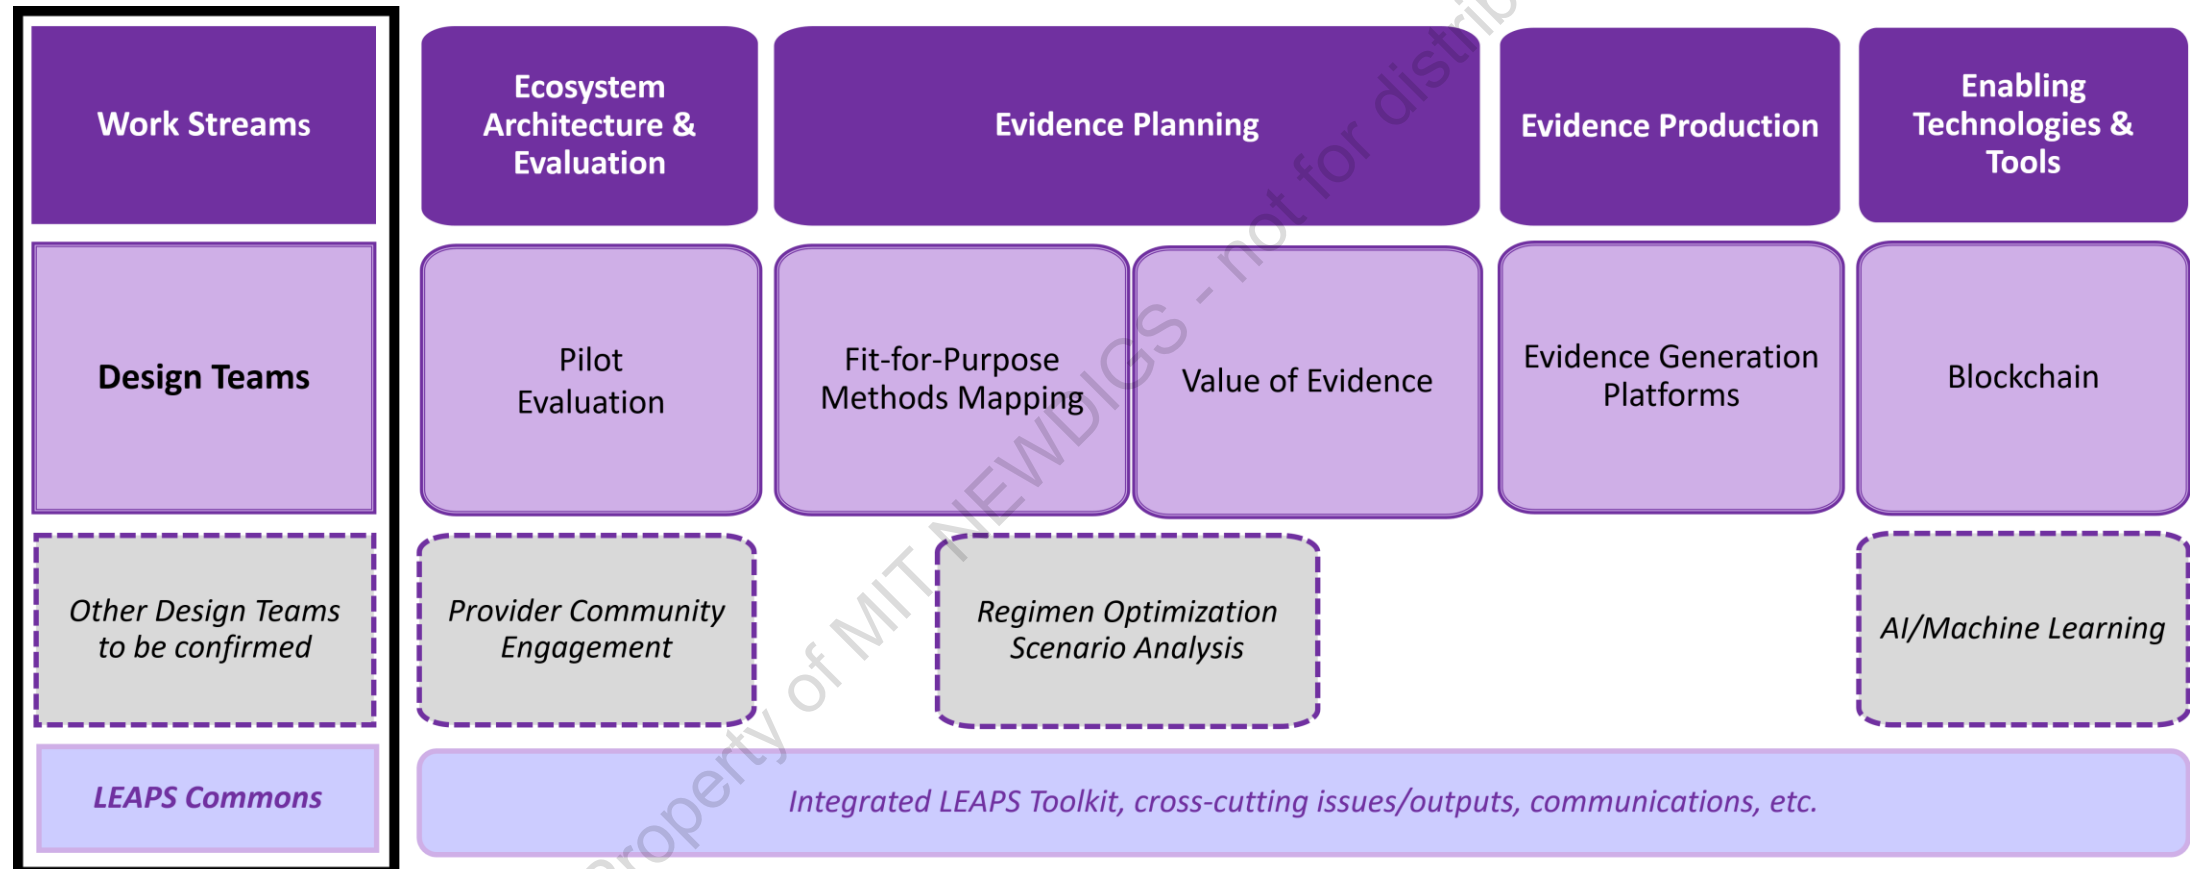 Work Streams
Ecosystem
Architecture &
Evaluation
Evidence Planning
Evidence Production
Enabling
Technologies &
Tools
Design Teams
Pilot
Evaluation
Fit-for-Purpose
Methods Mapping
Value of Evidence
Evidence Generation
Platforms
Blockchain
Other Design Teams
to be confirmed
Provider Community
Engagement
Regimen Optimization
Scenario Analysis
AI/Machine Learning
LEAPS Commons
Integrated LEAPS Toolkit, cross-cutting issues/outputs, communications, etc.
Property of MIT NEWDIGS - not for distrib